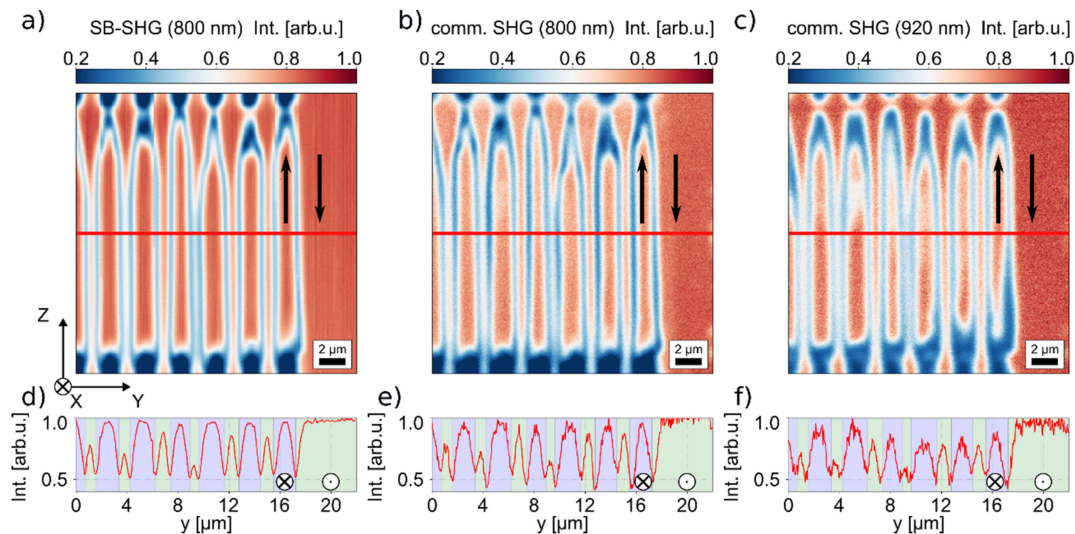 a) SB-SHG (800 nm) Int. [arb.u.]
0.2 0.4 0.6 0.8 1.0
b) comm. SHG (800 nm) Int. [arb.u.]
0.2 0.4 0.6 0.8 1.0
c) comm. SHG (920 nm) Int. [arb.u.]
0.2 0.4 0.6 0.8 1.0
Z
X
Y
2 µm
2 µm
2 µm
d)
Int. [arb.u.]
1.0
0.5
0 4 8 12 16 20
y [µm]
e)
Int. [arb.u.]
1.0
0.5
0 4 8 12 16 20
y [µm]
f)
Int. [arb.u.]
1.0
0.5
0 4 8 12 16 20
y [µm]